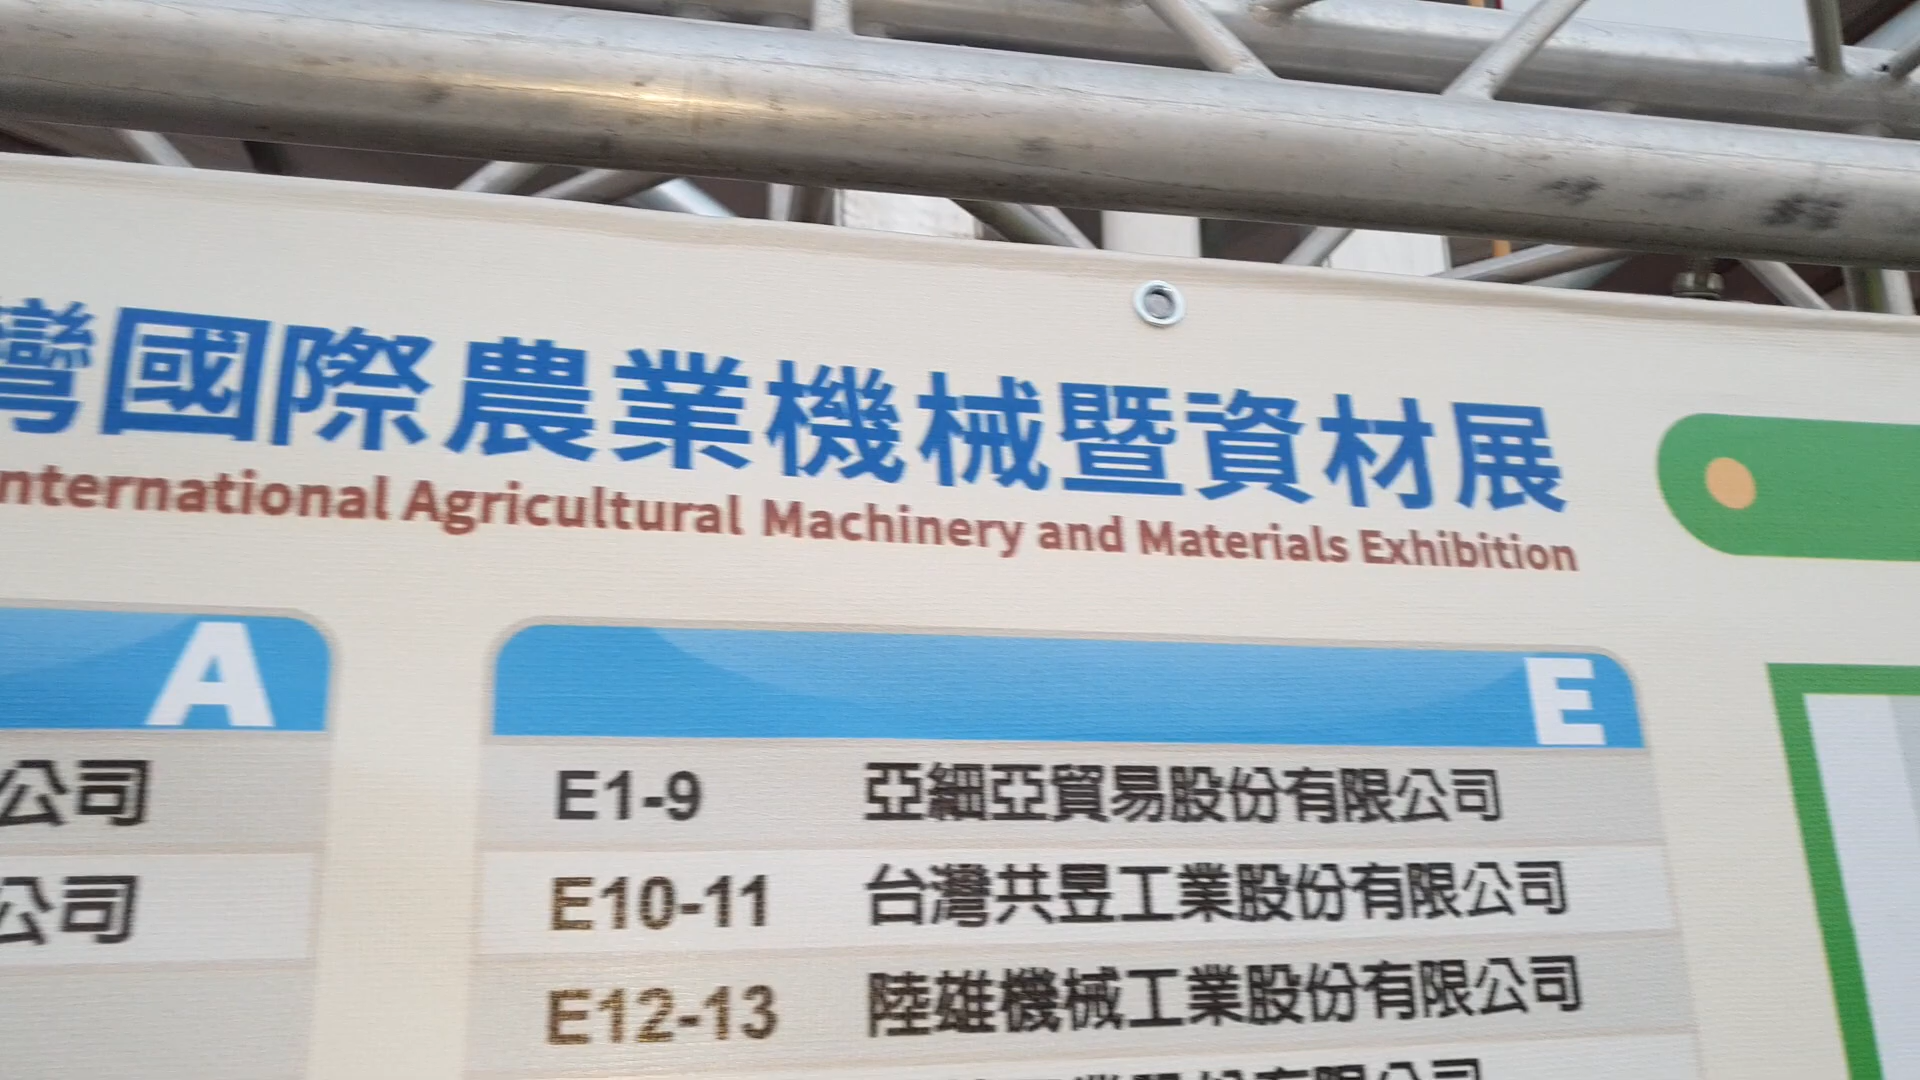 灣國際農業機械暨資材展
nternational Agricultural Machinery and Materials Exhibition
A
公司
公司
E
E1-9 亞細亞貿易股份有限公司
E10-11 台灣共昱工業股份有限公司
E12-13 陸雄機械工業股份有限公司